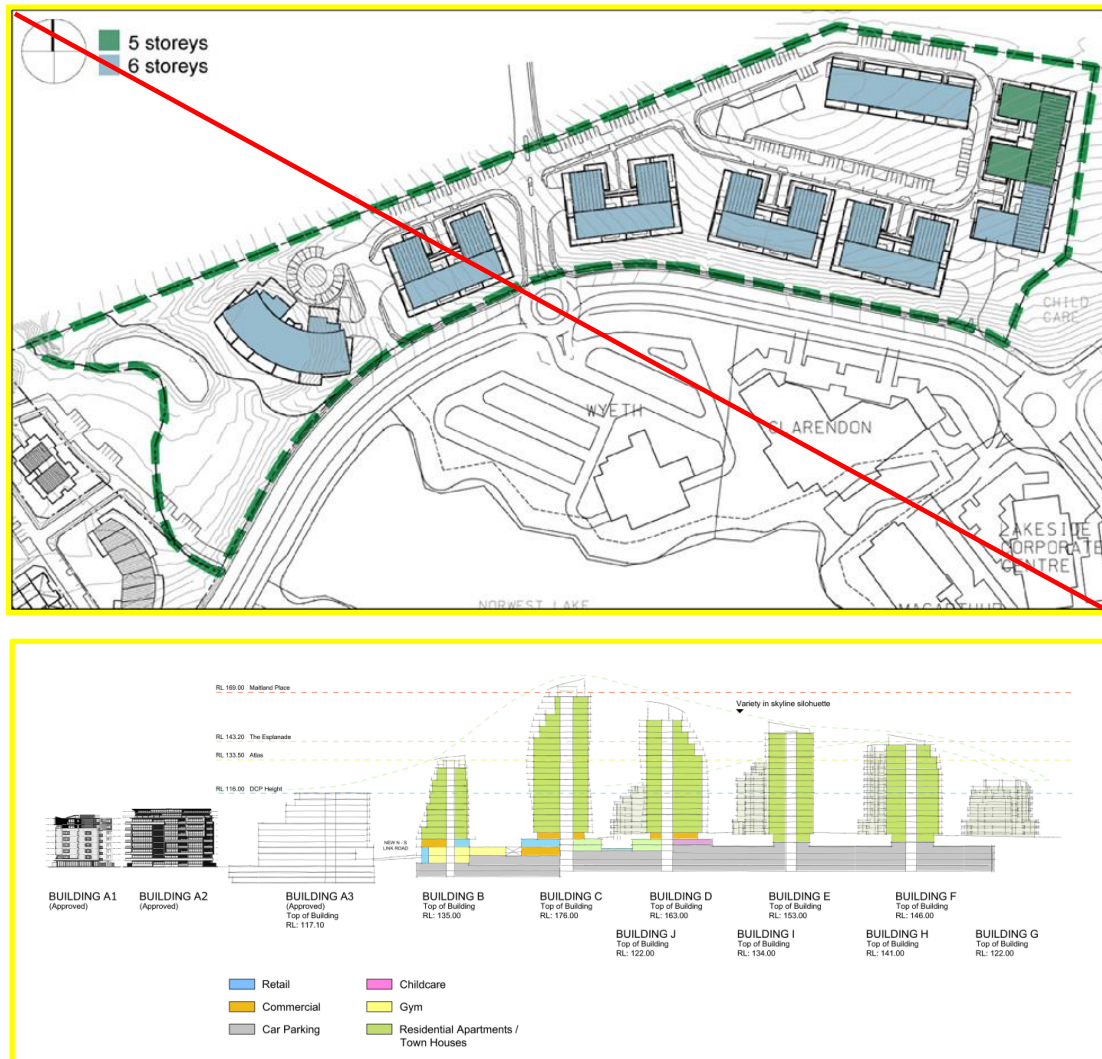 5 storeys
6 storeys
CHILD
CARE
WYETH
CLARENDON
LAKESIDE
CORPORATE
CENTRE
NORWEST LAKE
MACARTHUR
RL 169.00 Maitland Place
Variety in skyline silohuette
RL 143.20 The Esplanade
RL 133.50 Atlas
RL 116.00 DCP Height
NEW N - S
LINK ROAD
BUILDING A1
(Approved)
BUILDING A2
(Approved)
BUILDING A3
(Approved)
Top of Building
RL: 117.10
BUILDING B
Top of Building
RL: 135.00
BUILDING C
Top of Building
RL: 176.00
BUILDING D
Top of Building
RL: 163.00
BUILDING E
Top of Building
RL: 153.00
BUILDING F
Top of Building
RL: 146.00
BUILDING J
Top of Building
RL: 122.00
BUILDING I
Top of Building
RL: 134.00
BUILDING H
Top of Building
RL: 141.00
BUILDING G
Top of Building
RL: 122.00
Retail
Childcare
Commercial
Gym
Car Parking
Residential Apartments /
Town Houses